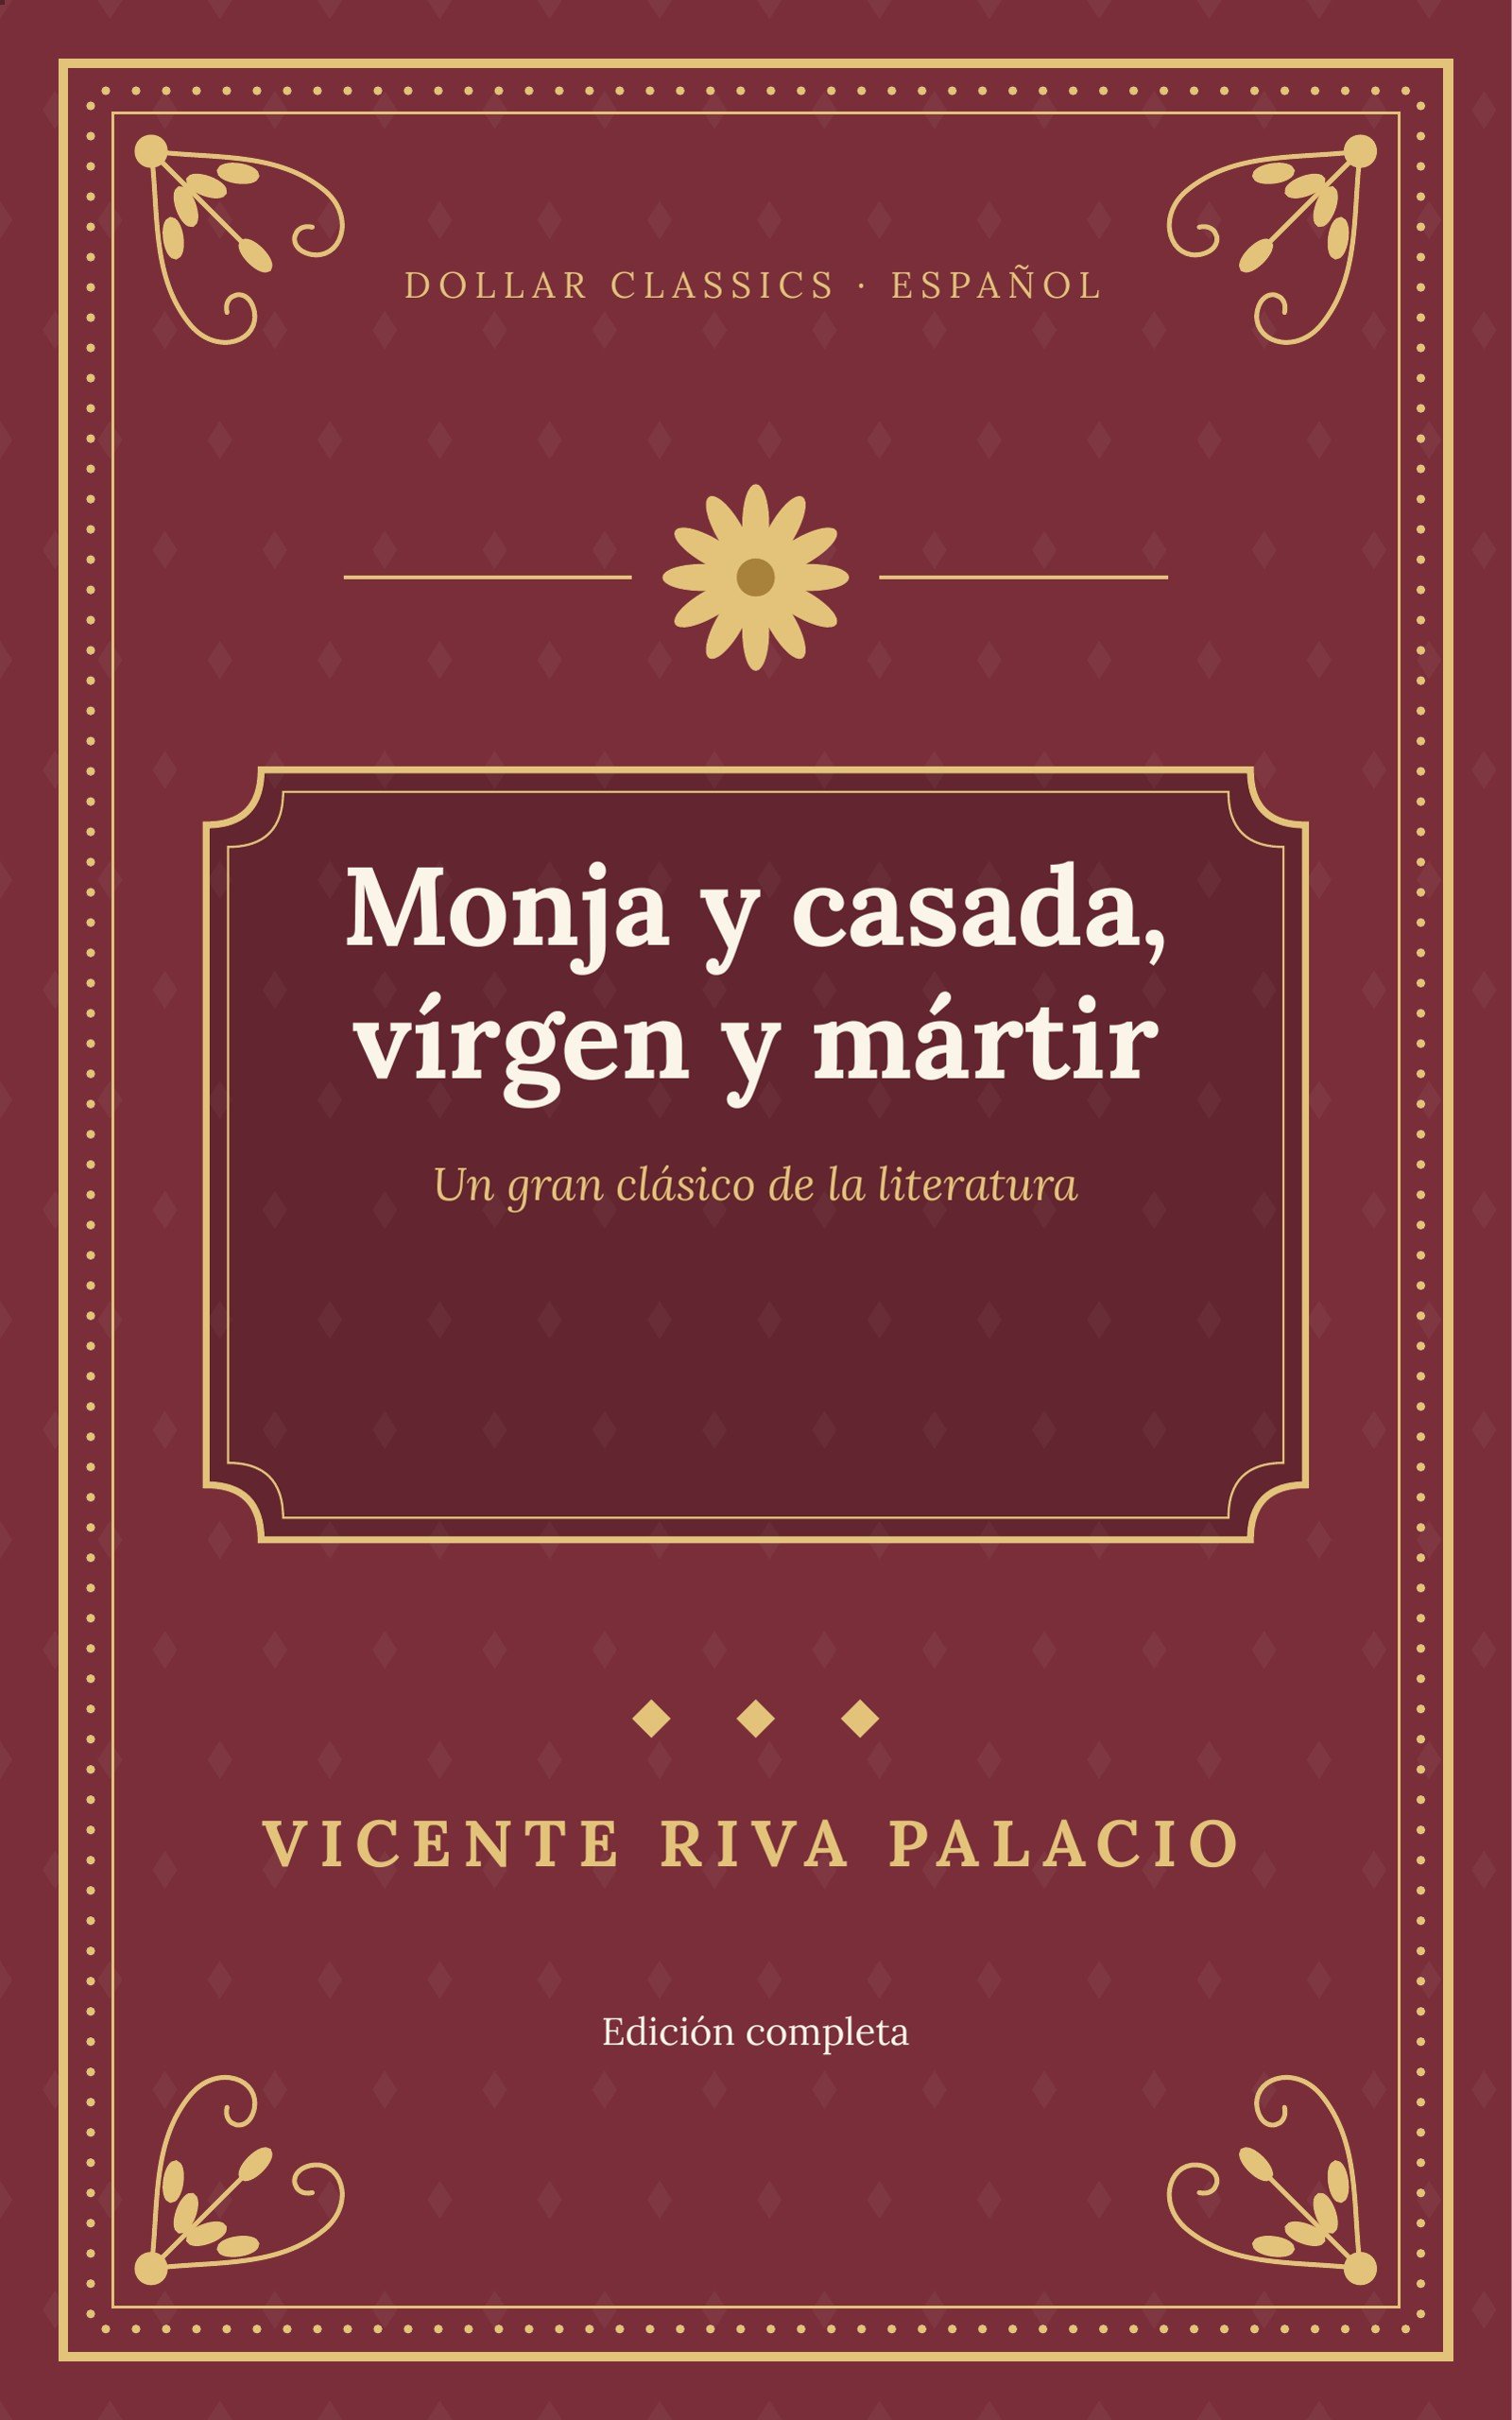 DOLLAR CLASSICS · ESPAÑOL
Monja y casada,
vírgen y mártir
Un gran clásico de la literatura
VICENTE RIVA PALACIO
Edición completa